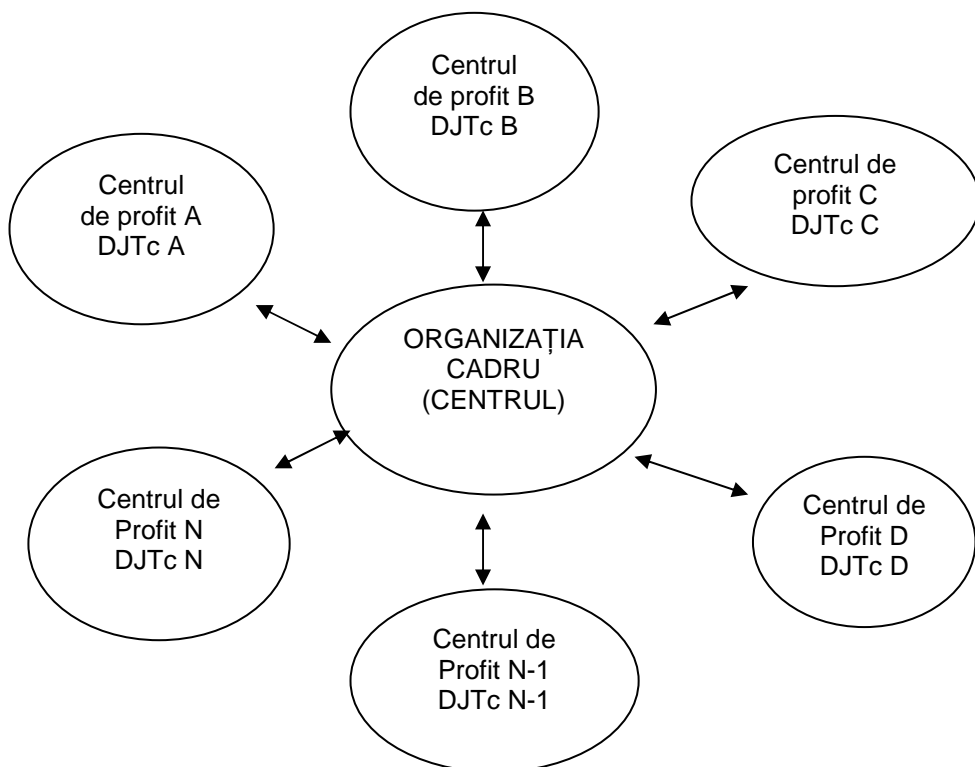 Centrul
de profit B
DJTc B
Centrul
de profit A
DJTc A
Centrul de
profit C
DJTc C
ORGANIZAȚIA
CADRU
(CENTRUL)
Centrul de
Profit N
DJTc N
Centrul de
Profit D
DJTc D
Centrul de
Profit N-1
DJTc N-1